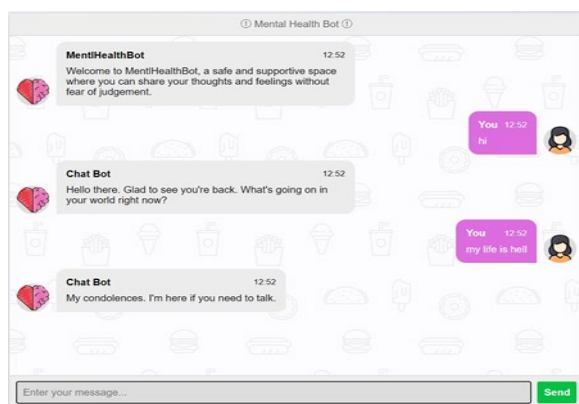 Mental Health Bot
MentlHealthBot 12:52
Welcome to MentlHealthBot, a safe and supportive space
where you can share your thoughts and feelings without
fear of judgement.
You 12:52
hi
Chat Bot 12:52
Hello there. Glad to see you're back. What's going on in
your world right now?
You 12:52
my life is hell
Chat Bot 12:52
My condolences. I'm here if you need to talk.
Enter your message...
Send